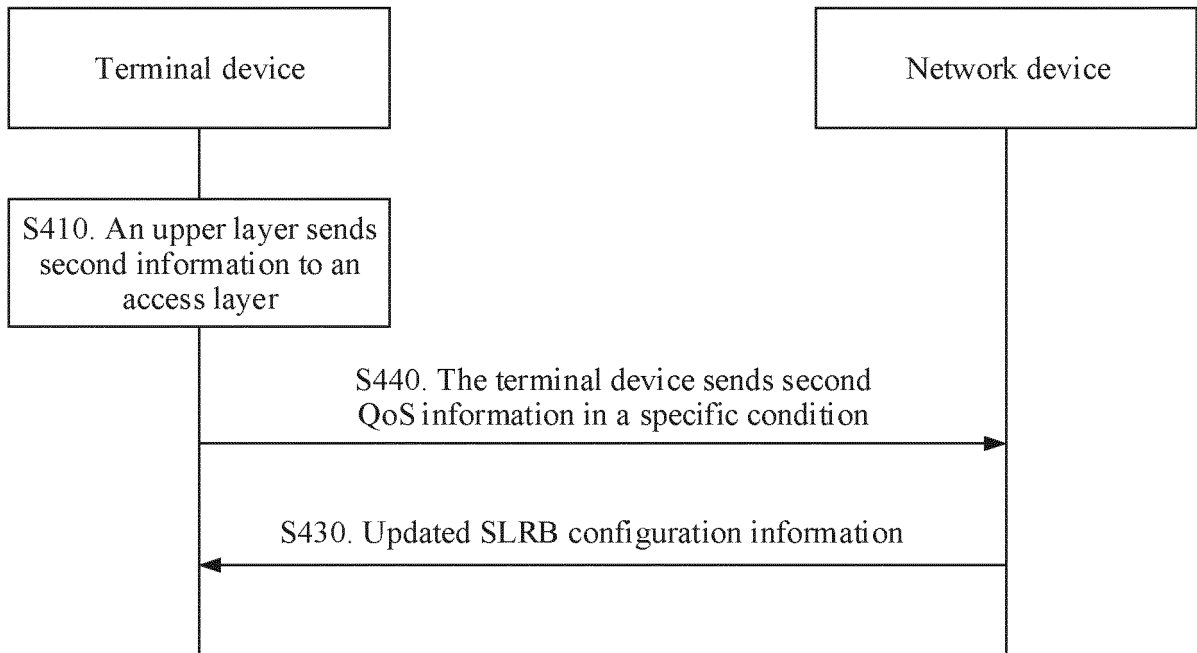 Terminal device
Network device
S410. An upper layer sends
second information to an
access layer
S440. The terminal device sends second
QoS information in a specific condition
S430. Updated SLRB configuration information